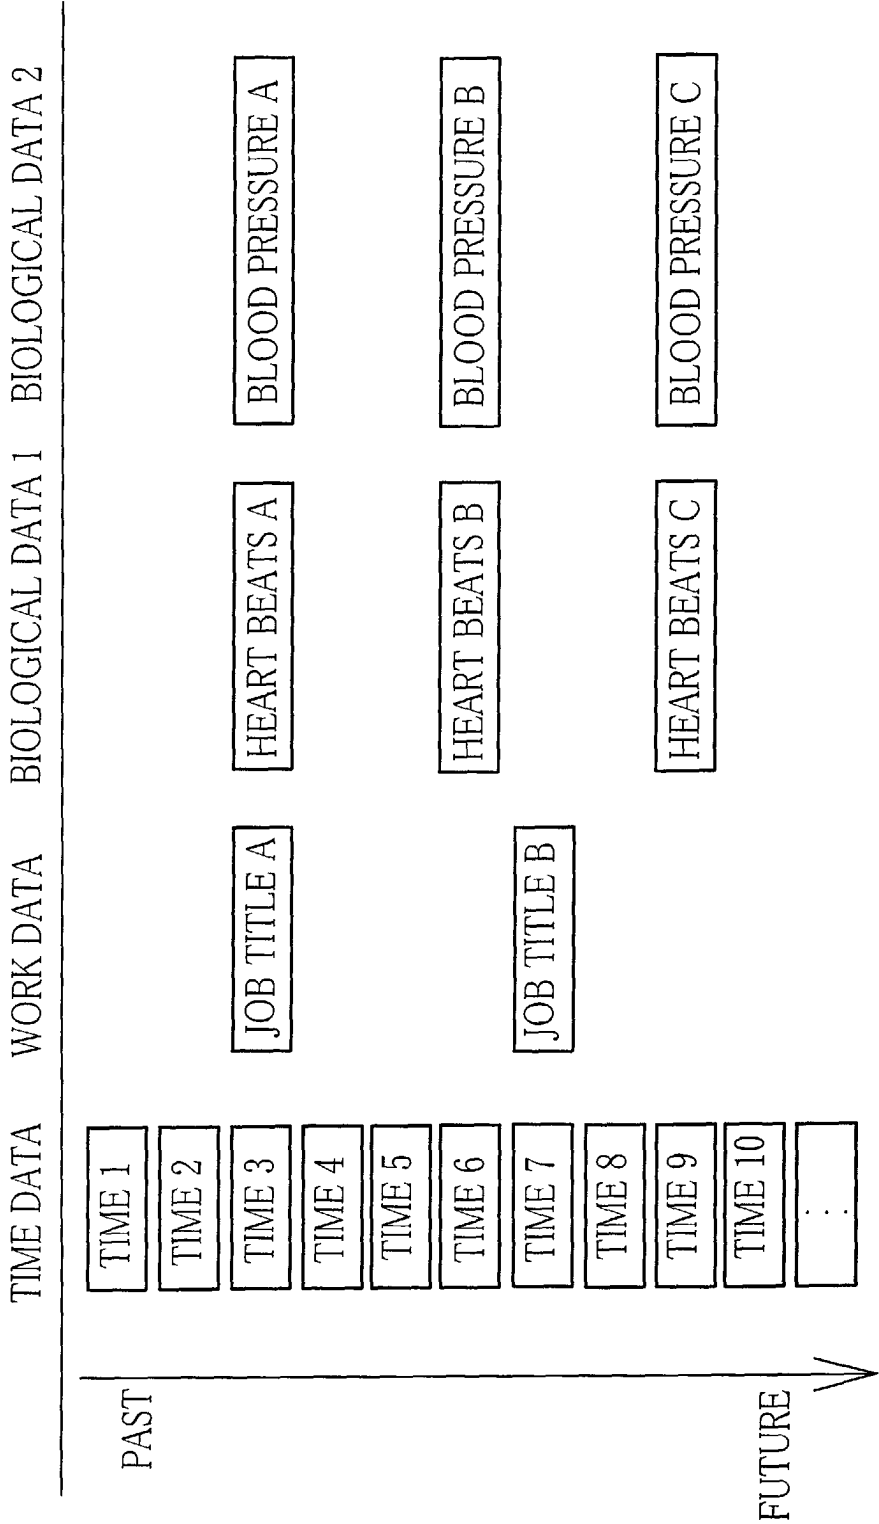 TIME DATA WORK DATA BIOLOGICAL DATA 1 BIOLOGICAL DATA 2
PAST TIME 1
TIME 2
TIME 3 JOB TITLE A HEART BEATS A BLOOD PRESSURE A
TIME 4
TIME 5
TIME 6 HEART BEATS B BLOOD PRESSURE B
TIME 7 JOB TITLE B
TIME 8
TIME 9 HEART BEATS C BLOOD PRESSURE C
FUTURE TIME 10
...